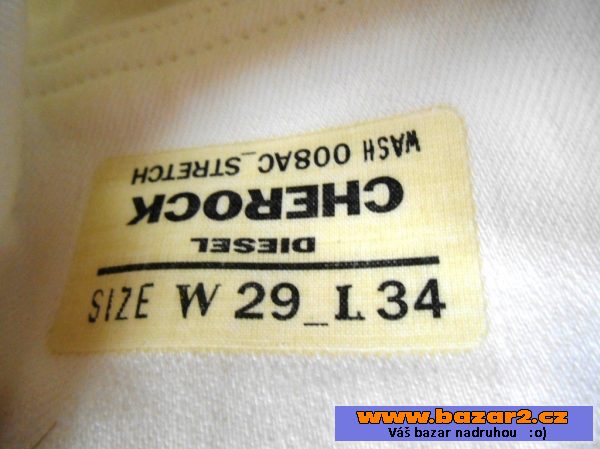 WASH 008AC_STRETCH
CHEROCK
DIESEL
SIZE W 29_L 34
www.bazar2.cz
Váš bazar nadruhou :o)